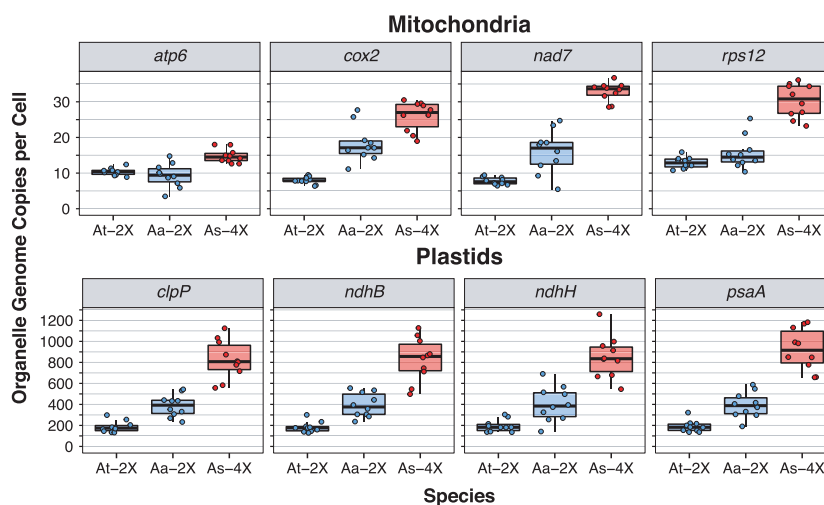 Mitochondria
atp6 cox2 nad7 rps12
30
20
10
0
At−2X Aa−2X As−4X At−2X Aa−2X As−4X At−2X Aa−2X As−4X At−2X Aa−2X As−4X
Organelle Genome Copies per Cell
Plastids
clpP ndhB ndhH psaA
1200
1000
800
600
400
200
0
At−2X Aa−2X As−4X At−2X Aa−2X As−4X At−2X Aa−2X As−4X At−2X Aa−2X As−4X
Species